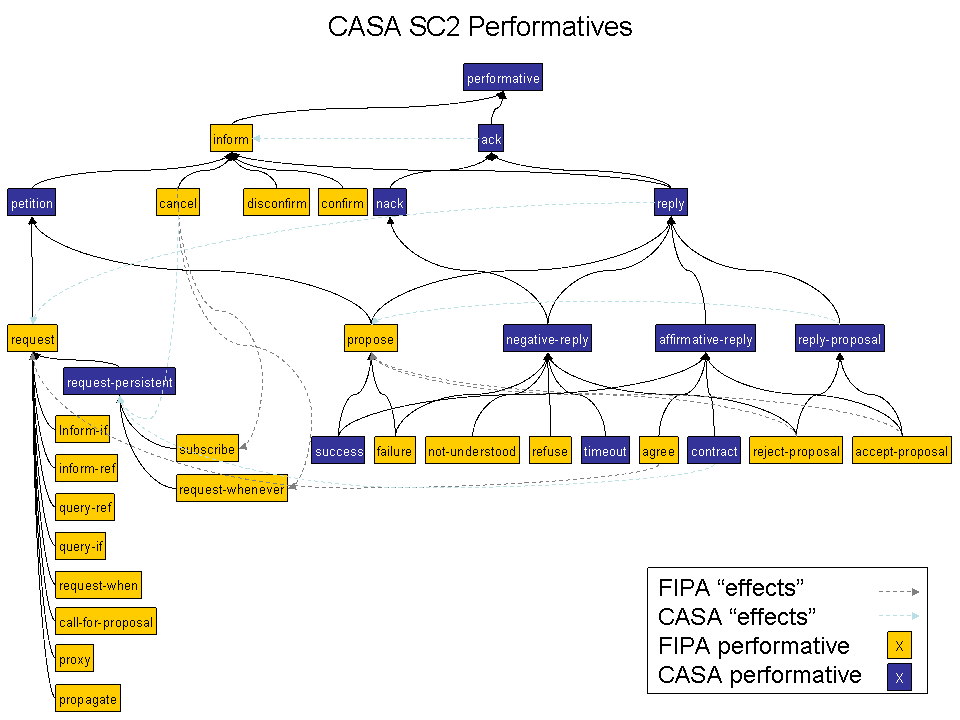 CASA SC2 Performatives
performative
inform
ack
petition
cancel
disconfirm
confirm
nack
reply
request
propose
negative-reply
affirmative-reply
reply-proposal
request-persistent
Inform-if
subscribe
success
failure
not-understood
refuse
timeout
agree
contract
reject-proposal
accept-proposal
inform-ref
request-whenever
query-ref
query-if
request-when
call-for-proposal
proxy
propagate
FIPA “effects”
CASA “effects”
FIPA performative X
CASA performative X